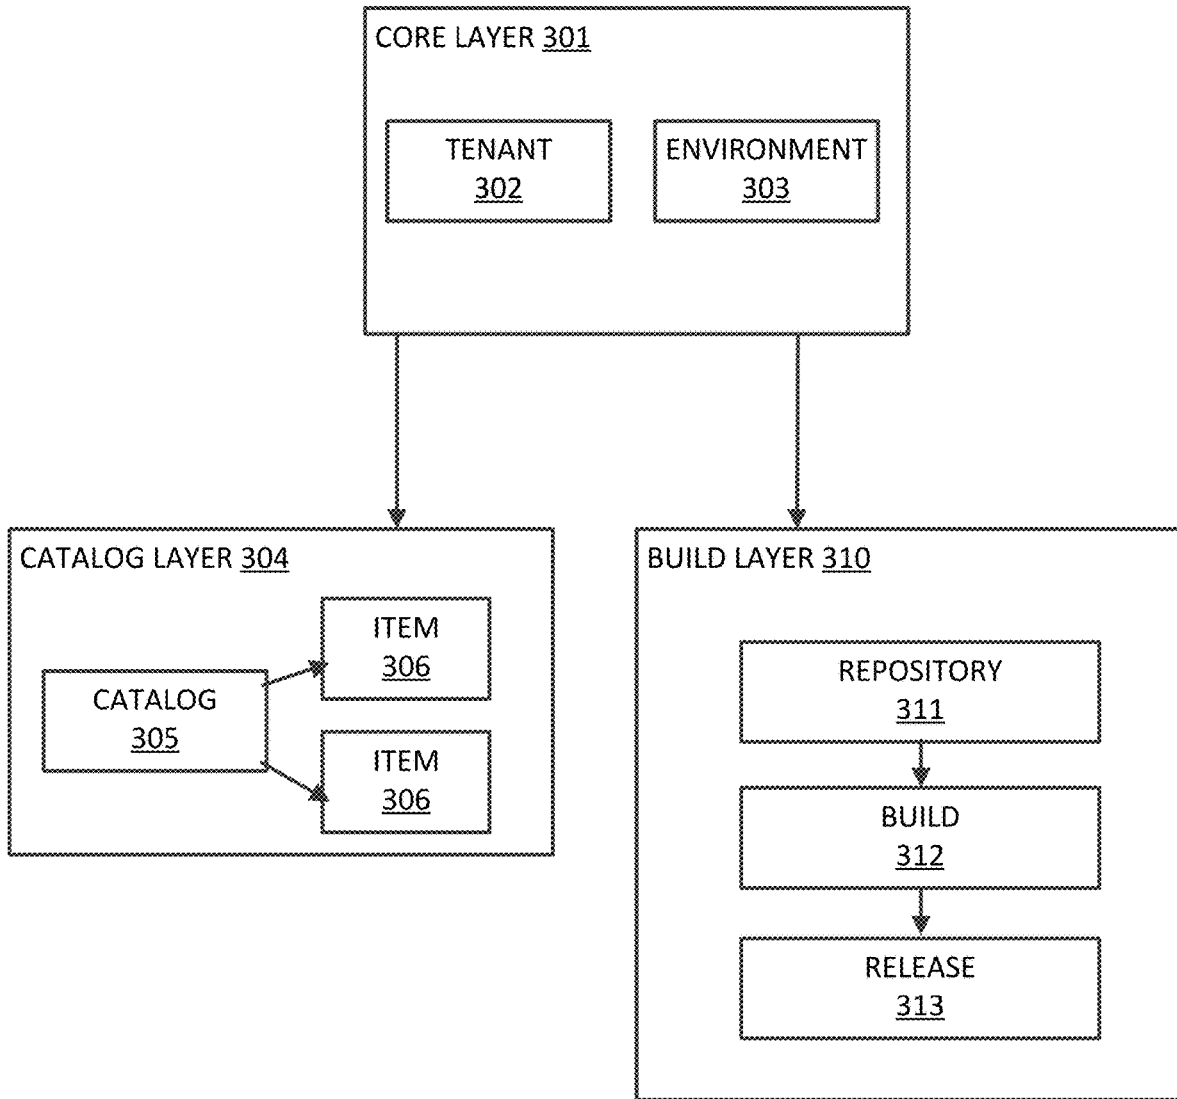 CORE LAYER 301
TENANT
302
ENVIRONMENT
303
CATALOG LAYER 304
ITEM
306
CATALOG
305
ITEM
306
BUILD LAYER 310
REPOSITORY
311
BUILD
312
RELEASE
313